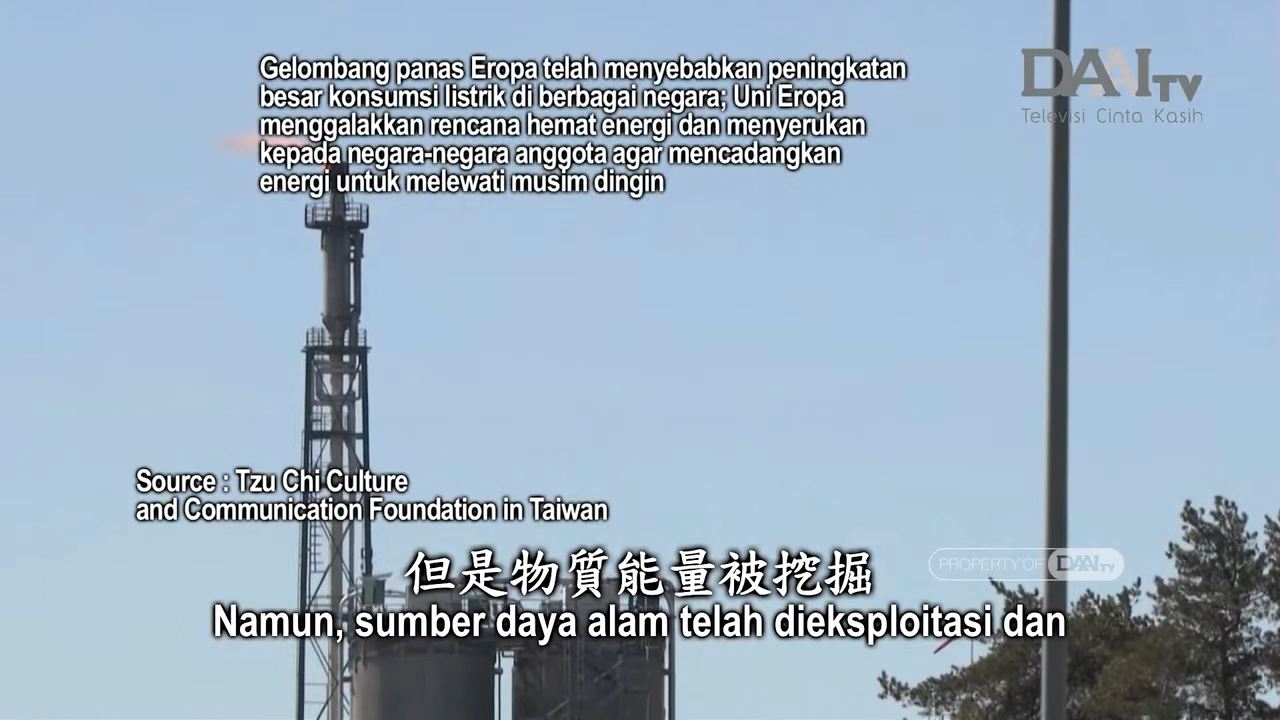 Gelombang panas Eropa telah menyebabkan peningkatan
besar konsumsi listrik di berbagai negara; Uni Eropa
menggalakkan rencana hemat energi dan menyerukan
kepada negara-negara anggota agar mencadangkan
energi untuk melewati musim dingin
DAAI TV
Televisi Cinta Kasih
Source : Tzu Chi Culture
and Communication Foundation in Taiwan
但是物質能量被挖掘
PROPERTY OF DAAI TV
Namun, sumber daya alam telah dieksploitasi dan